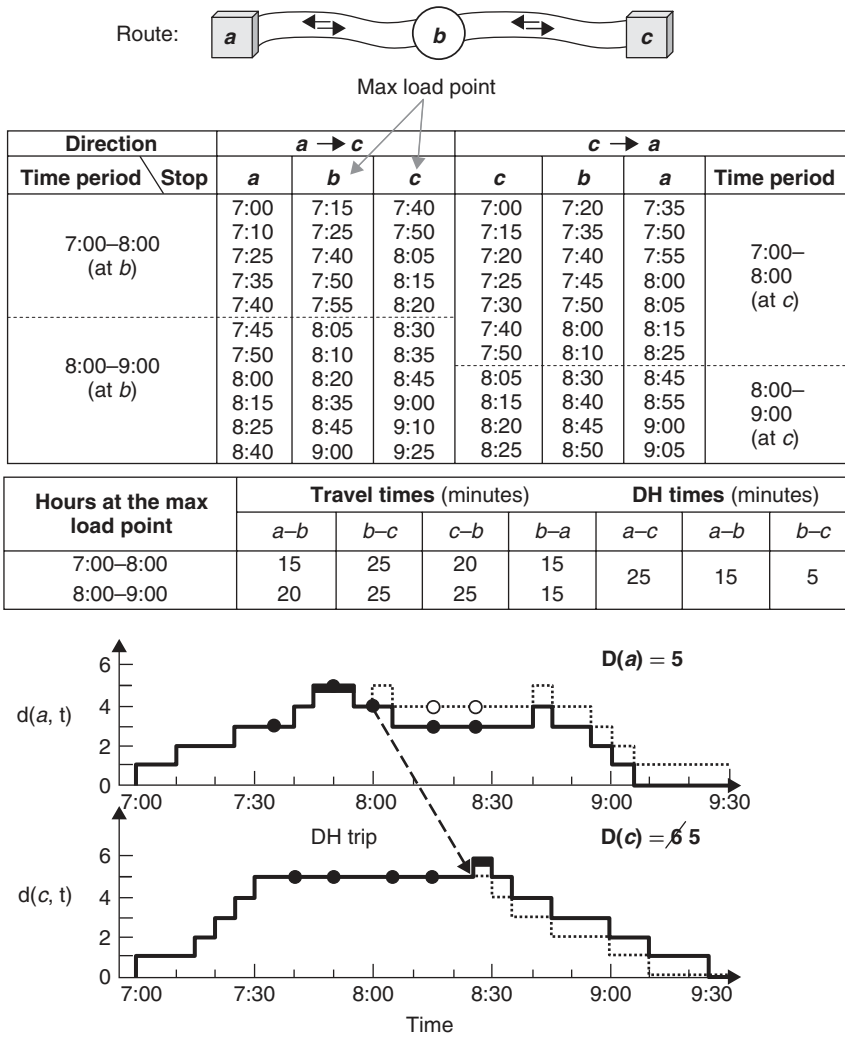 Route: a b c
Max load point
Direction a → c c → a
Time period \ Stop a b c c b a Time period
7:00–8:00
(at b)
8:00–9:00
(at b)
7:00 7:15 7:40 7:00 7:20 7:35
7:10 7:25 7:50 7:15 7:35 7:50
7:25 7:40 8:05 7:20 7:40 7:55
7:35 7:50 8:15 7:25 7:45 8:00
7:40 7:55 8:20 7:30 7:50 8:05
7:45 8:05 8:30 7:40 8:00 8:15
7:50 8:10 8:35 7:50 8:10 8:25
8:00 8:20 8:45 8:05 8:30 8:45
8:15 8:35 9:00 8:15 8:40 8:55
8:25 8:45 9:10 8:20 8:45 9:00
8:40 9:00 9:25 8:25 8:50 9:05
7:00–
8:00
(at c)
8:00–
9:00
(at c)
Hours at the max
load point
Travel times (minutes) DH times (minutes)
a–b b–c c–b b–a a–c a–b b–c
7:00–8:00 15 25 20 15
25 15 5
8:00–9:00 20 25 25 15
D(a) = 5
d(a, t)
6
4
2
0
7:00 7:30 8:00 8:30 9:00 9:30
DH trip
D(c) = 6 5
d(c, t)
6
4
2
0
7:00 7:30 8:00 8:30 9:00 9:30
Time